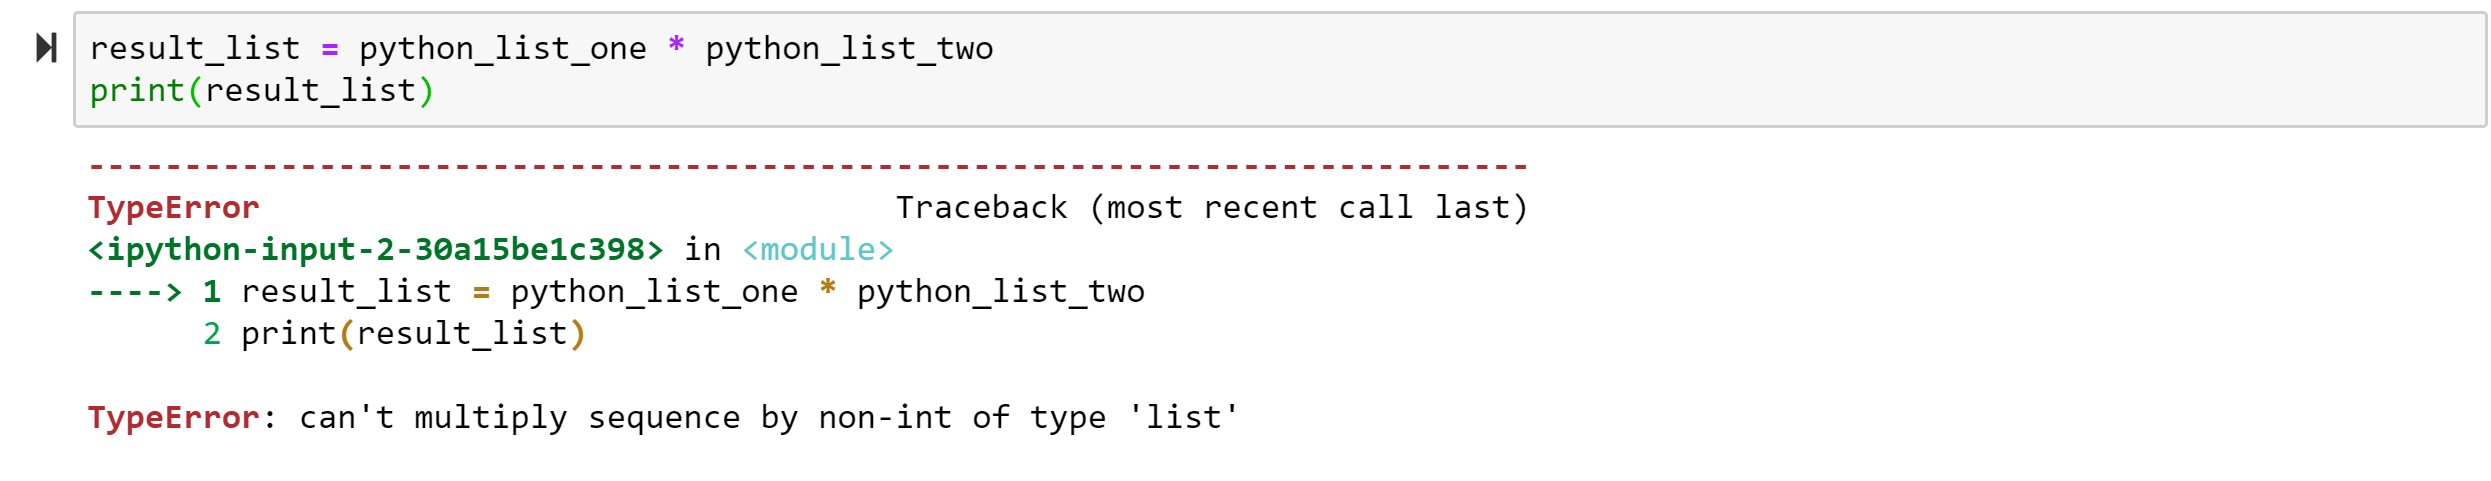 result_list = python_list_one * python_list_two
print(result_list)
---------------------------------------------------------------------------
TypeError                                 Traceback (most recent call last)
<ipython-input-2-30a15be1c398> in <module>
----> 1 result_list = python_list_one * python_list_two
      2 print(result_list)
TypeError: can't multiply sequence by non-int of type 'list'